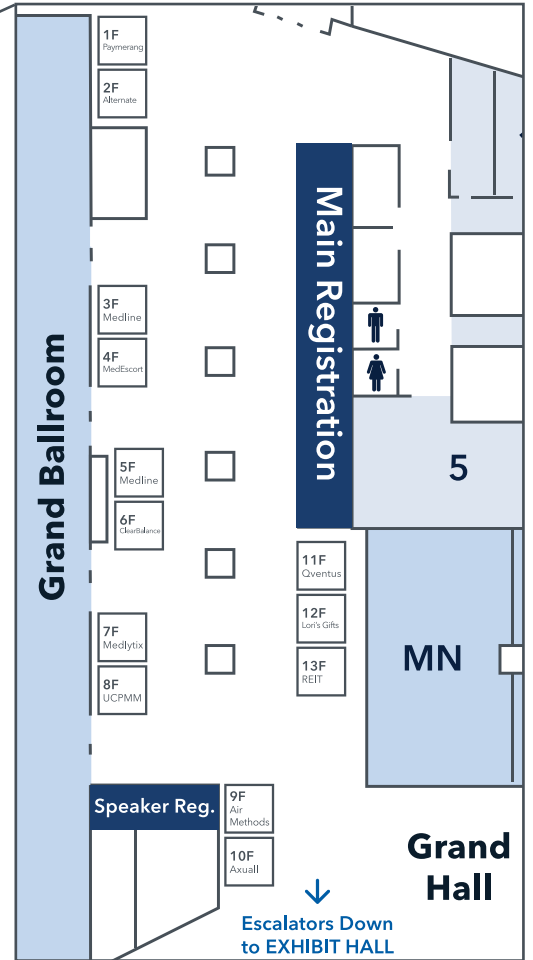 1F
Paymerang
2F
Alternate
3F
Medline
4F
MedEscort
5F
Medline
6F
ClearBalance
7F
Medlytix
8F
UCPMM
Grand Ballroom
Main Registration
5
11F
Qventus
12F
Lori's Gifts
13F
REIT
MN
Speaker Reg.
9F
Air
Methods
10F
Axuall
Grand
Hall
Escalators Down
to EXHIBIT HALL